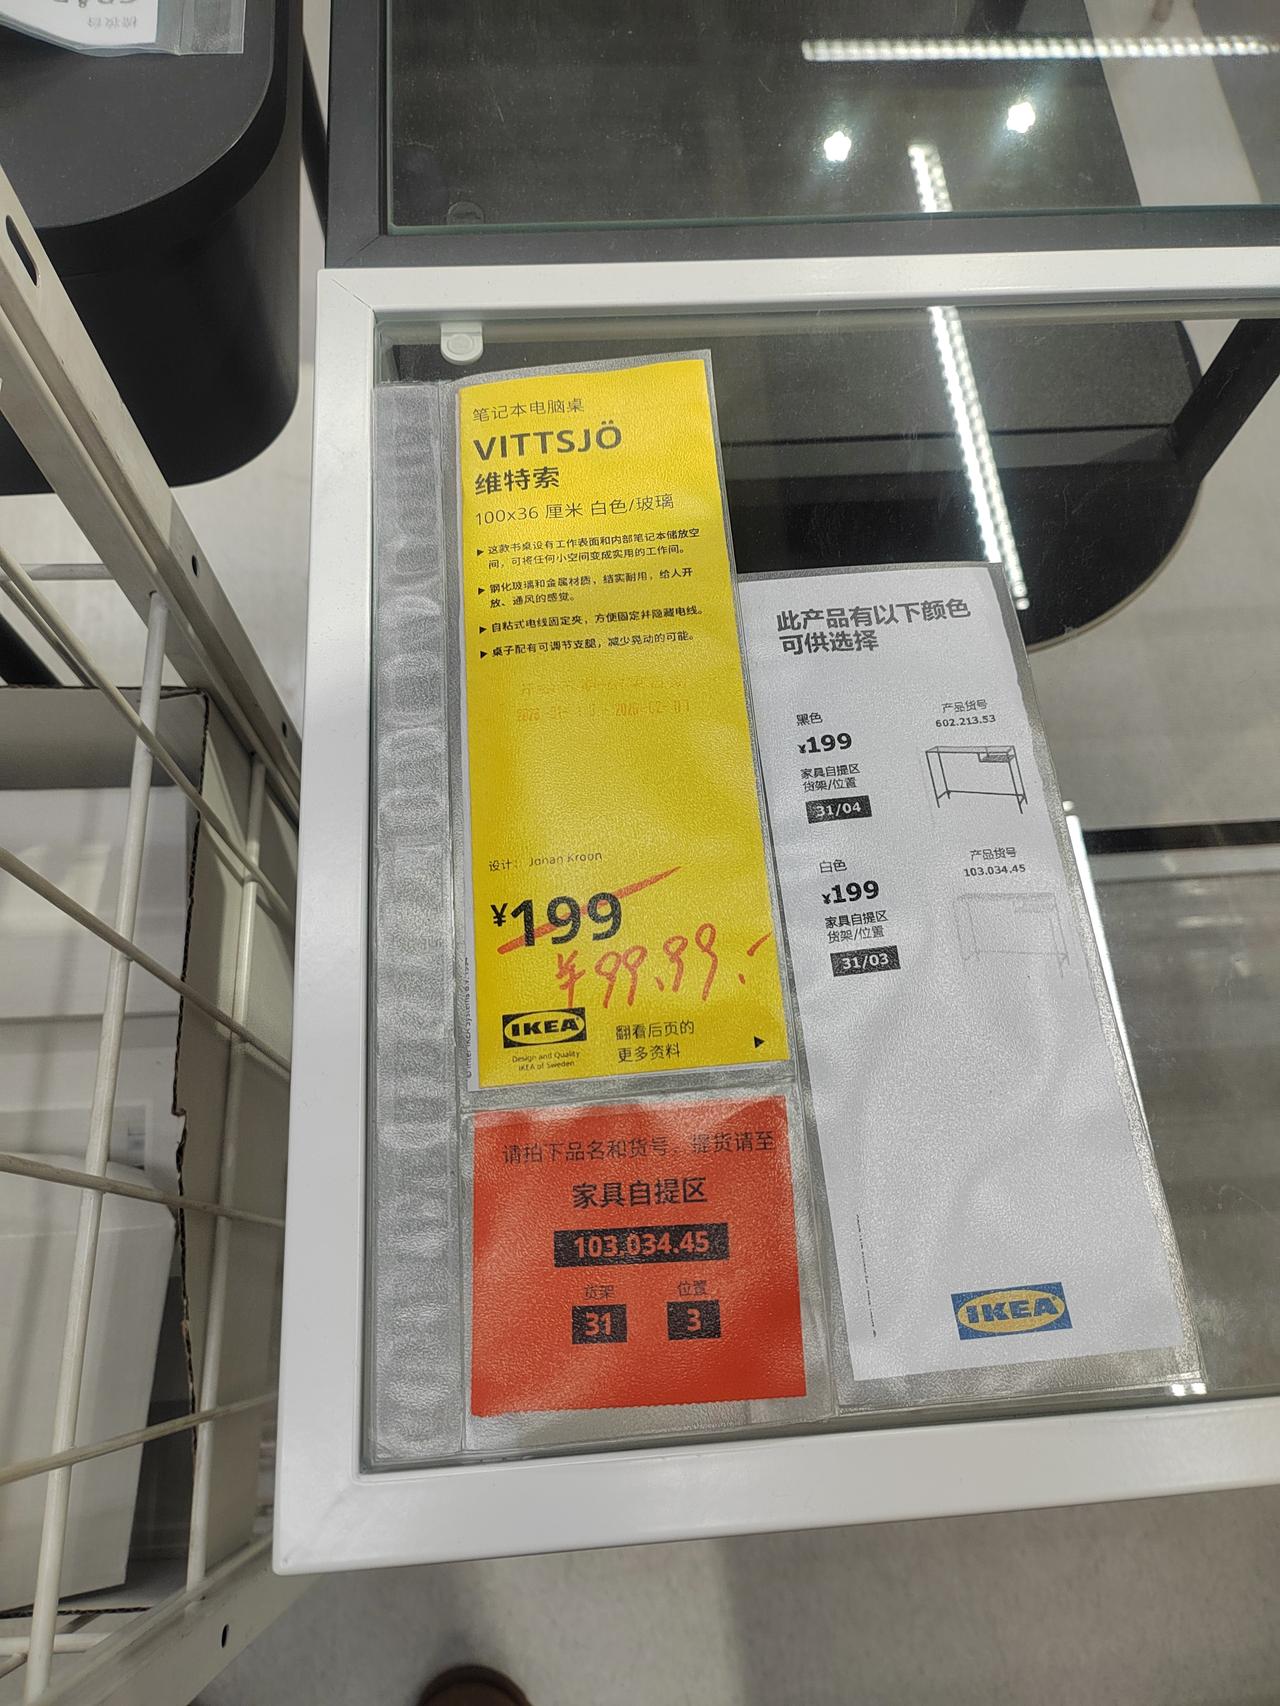 笔记本电脑桌
VITTSJÖ
维特索
100x36 厘米 白色/玻璃
▶ 这款书桌设有工作表面和内部笔记本储放空
间，可将任何小空间变成实用的工作间。
▶ 钢化玻璃和金属材质，结实耐用，给人开
放、通风的感觉。
▶ 自粘式电线固定夹，方便固定并隐藏电线。
▶ 桌子配有可调节支腿，减少晃动的可能。
设计： Johan Kroon
¥199
¥99.99.-
IKEA
Design and Quality
IKEA of Sweden
翻看后页的
更多资料 ▶
请拍下品名和货号，提货请至
家具自提区
103.034.45
货架 位置
31 3
此产品有以下颜色
可供选择
黑色
¥199
家具自提区
货架/位置
31/04
产品货号
602.213.53
白色
¥199
家具自提区
货架/位置
31/03
产品货号
103.034.45
IKEA